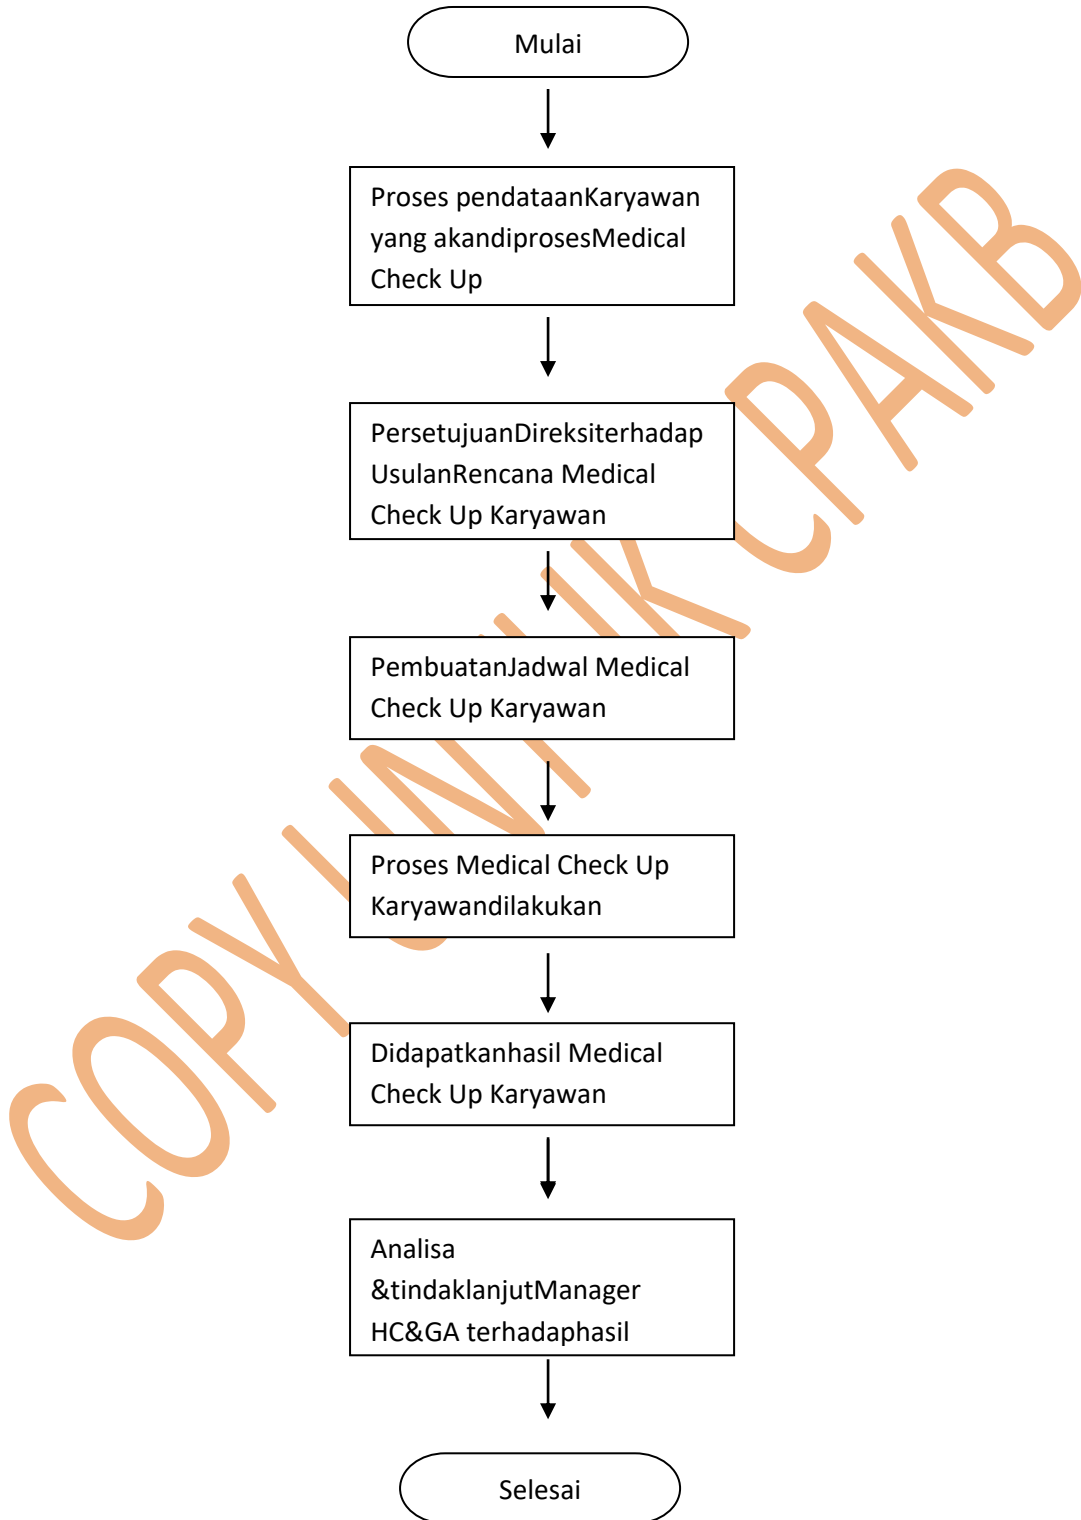 Mulai
Proses pendataanKaryawan
yang akandiprosesMedical
Check Up
PersetujuanDireksiterhadap
UsulanRencana Medical
Check Up Karyawan
PembuatanJadwal Medical
Check Up Karyawan
Proses Medical Check Up
Karyawandilakukan
Didapatkanhasil Medical
Check Up Karyawan
Analisa
&tindaklanjutManager
HC&GA terhadaphasil
Selesai
COPY UNTUK CPAKB